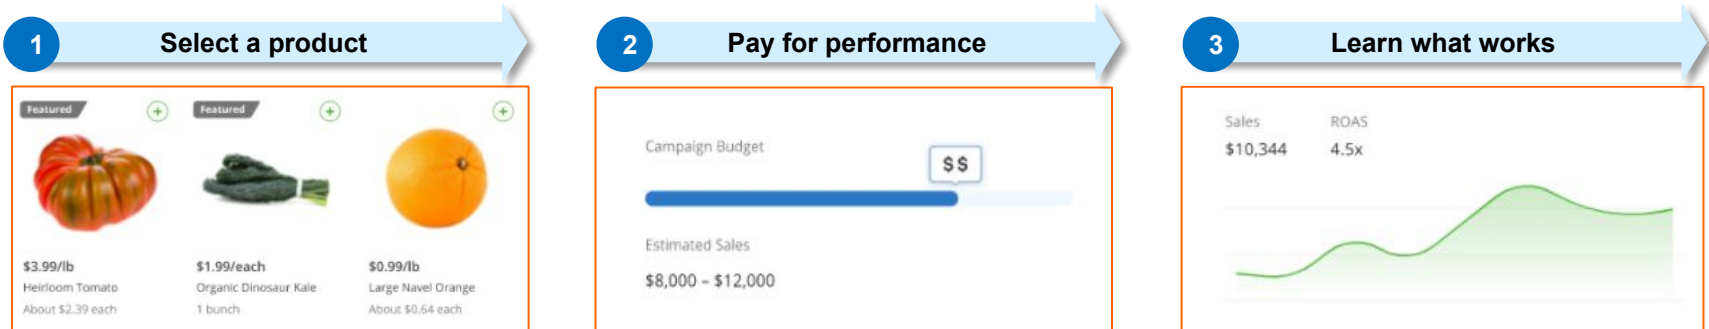 1
Select a product
Featured
Featured
$3.99/lb
Heirloom Tomato
About $2.39 each
$1.99/each
Organic Dinosaur Kale
1 bunch
$0.99/lb
Large Navel Orange
About $0.64 each
2
Pay for performance
Campaign Budget
$$
Estimated Sales
$8,000 – $12,000
3
Learn what works
Sales
$10,344
ROAS
4.5x